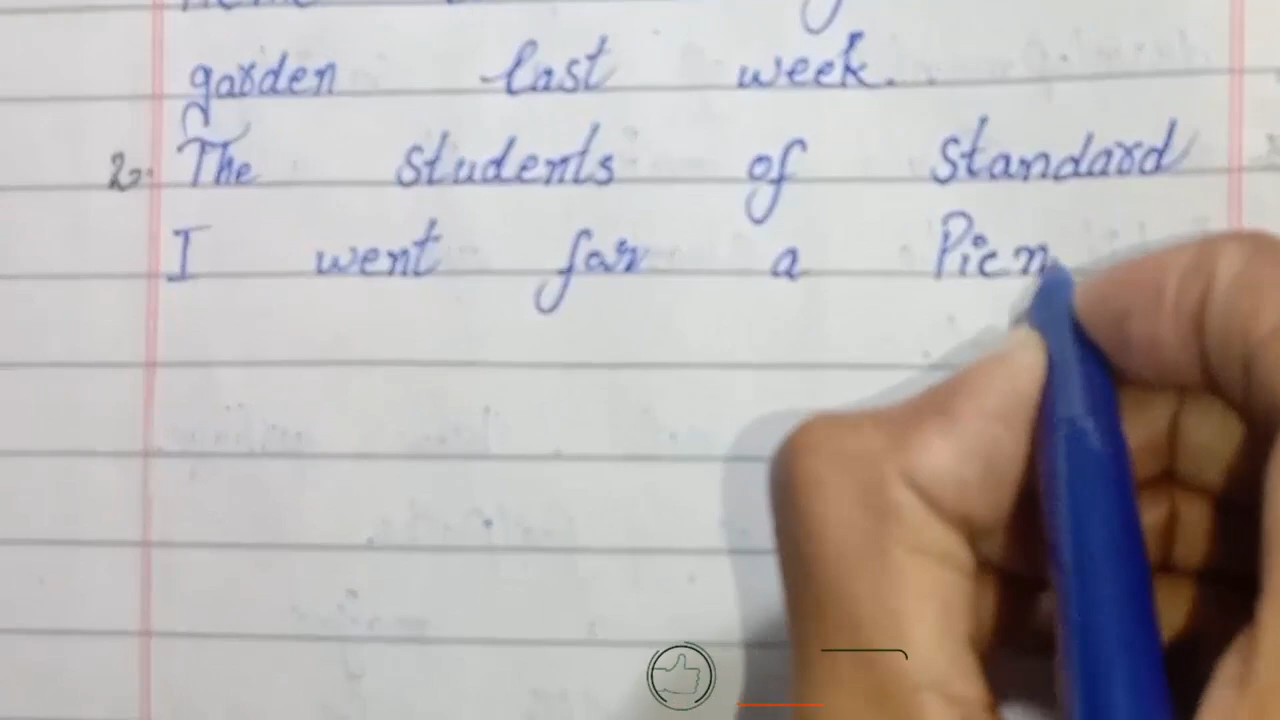 garden last week.
2. The students of Standard
I went for a Picn